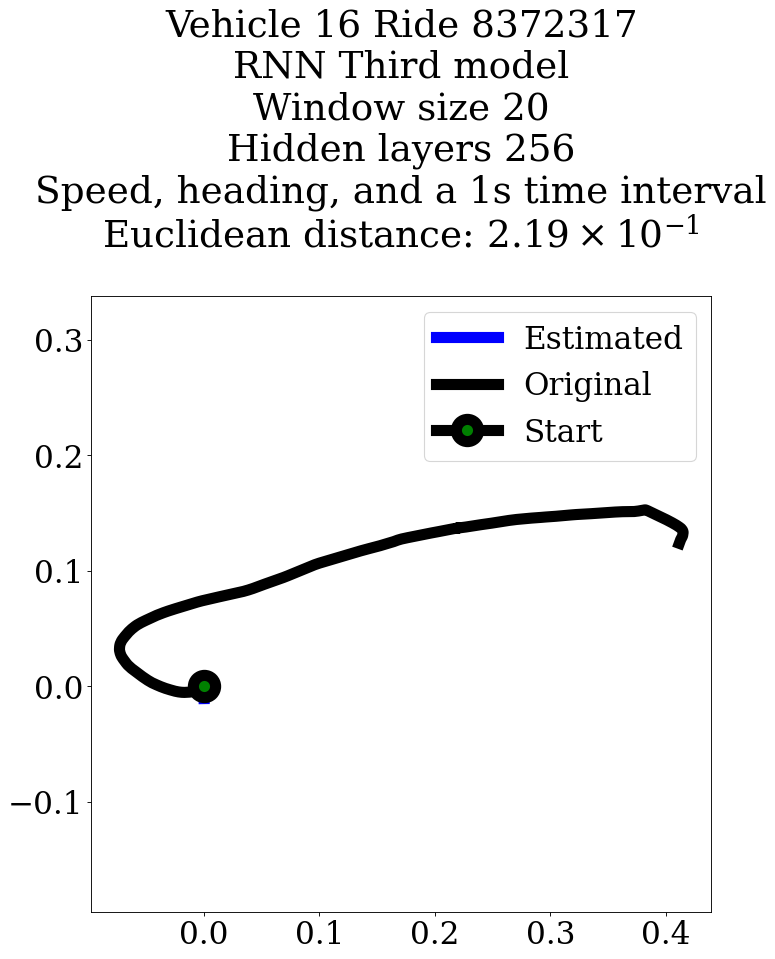 Vehicle 16 Ride 8372317
RNN Third model
Window size 20
Hidden layers 256
Speed, heading, and a 1s time interval
Euclidean distance: 2.19 × 10⁻¹
Estimated
Original
Start
0.3
0.2
0.1
0.0
−0.1
0.0 0.1 0.2 0.3 0.4